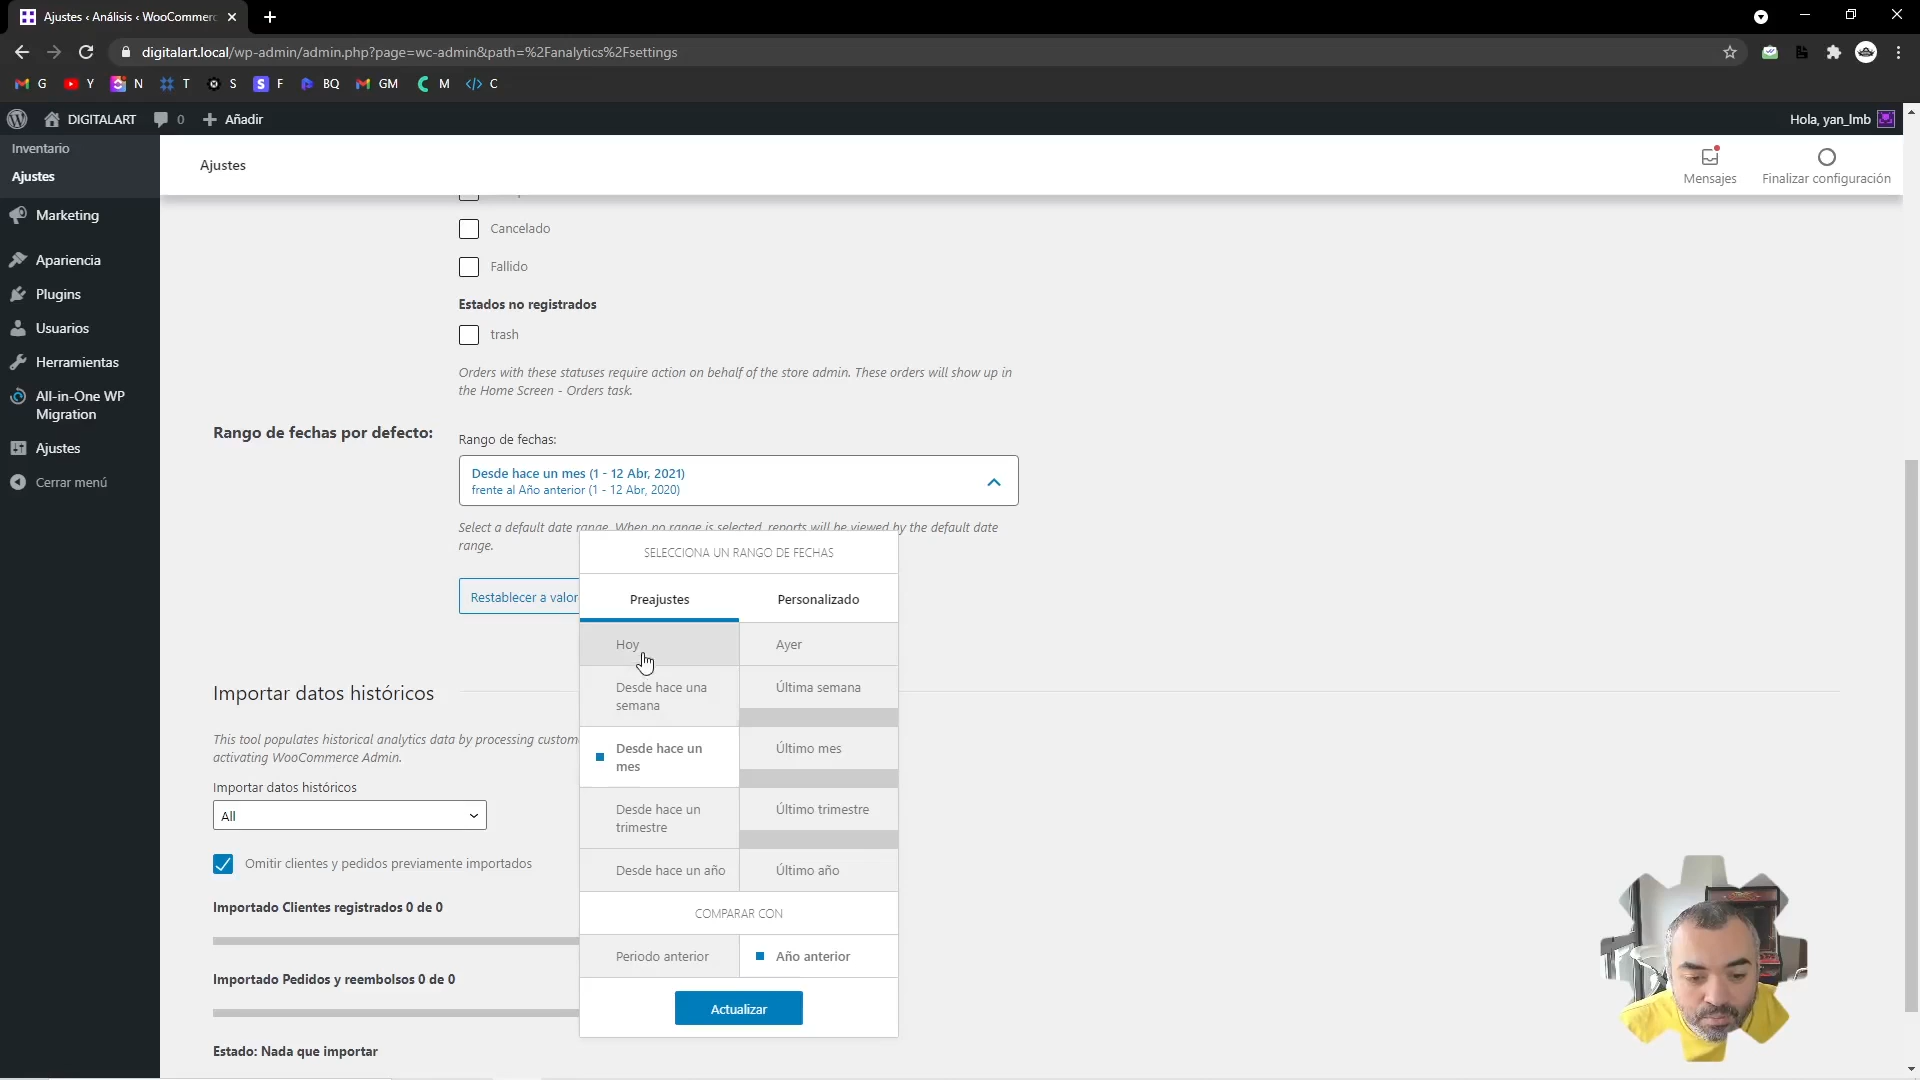 Ajustes ‹ Análisis ‹ WooCommerc
digitalart.local/wp-admin/admin.php?page=wc-admin&path=%2Fanalytics%2Fsettings
G Y N T S F BQ GM M C
DIGITALART 0 Añadir Hola, yan_lmb
Inventario
Ajustes
Marketing
Apariencia
Plugins
Usuarios
Herramientas
All-in-One WP
Migration
Ajustes
Cerrar menú
Ajustes
Mensajes
Finalizar configuración
Cancelado
Fallido
Estados no registrados
trash
Orders with these statuses require action on behalf of the store admin. These orders will show up in
the Home Screen - Orders task.
Rango de fechas por defecto:
Rango de fechas:
Desde hace un mes (1 - 12 Abr, 2021)
frente al Año anterior (1 - 12 Abr, 2020)
Select a default date range. When no range is selected, reports will be viewed by the default date
range.
Restablecer a valor
SELECCIONA UN RANGO DE FECHAS
Preajustes Personalizado
Hoy Ayer
Desde hace una
semana
Última semana
Desde hace un
mes
Último mes
Desde hace un
trimestre
Último trimestre
Desde hace un año Último año
COMPARAR CON
Periodo anterior Año anterior
Actualizar
Importar datos históricos
This tool populates historical analytics data by processing custom
activating WooCommerce Admin.
Importar datos históricos
All
Omitir clientes y pedidos previamente importados
Importado Clientes registrados 0 de 0
Importado Pedidos y reembolsos 0 de 0
Estado: Nada que importar